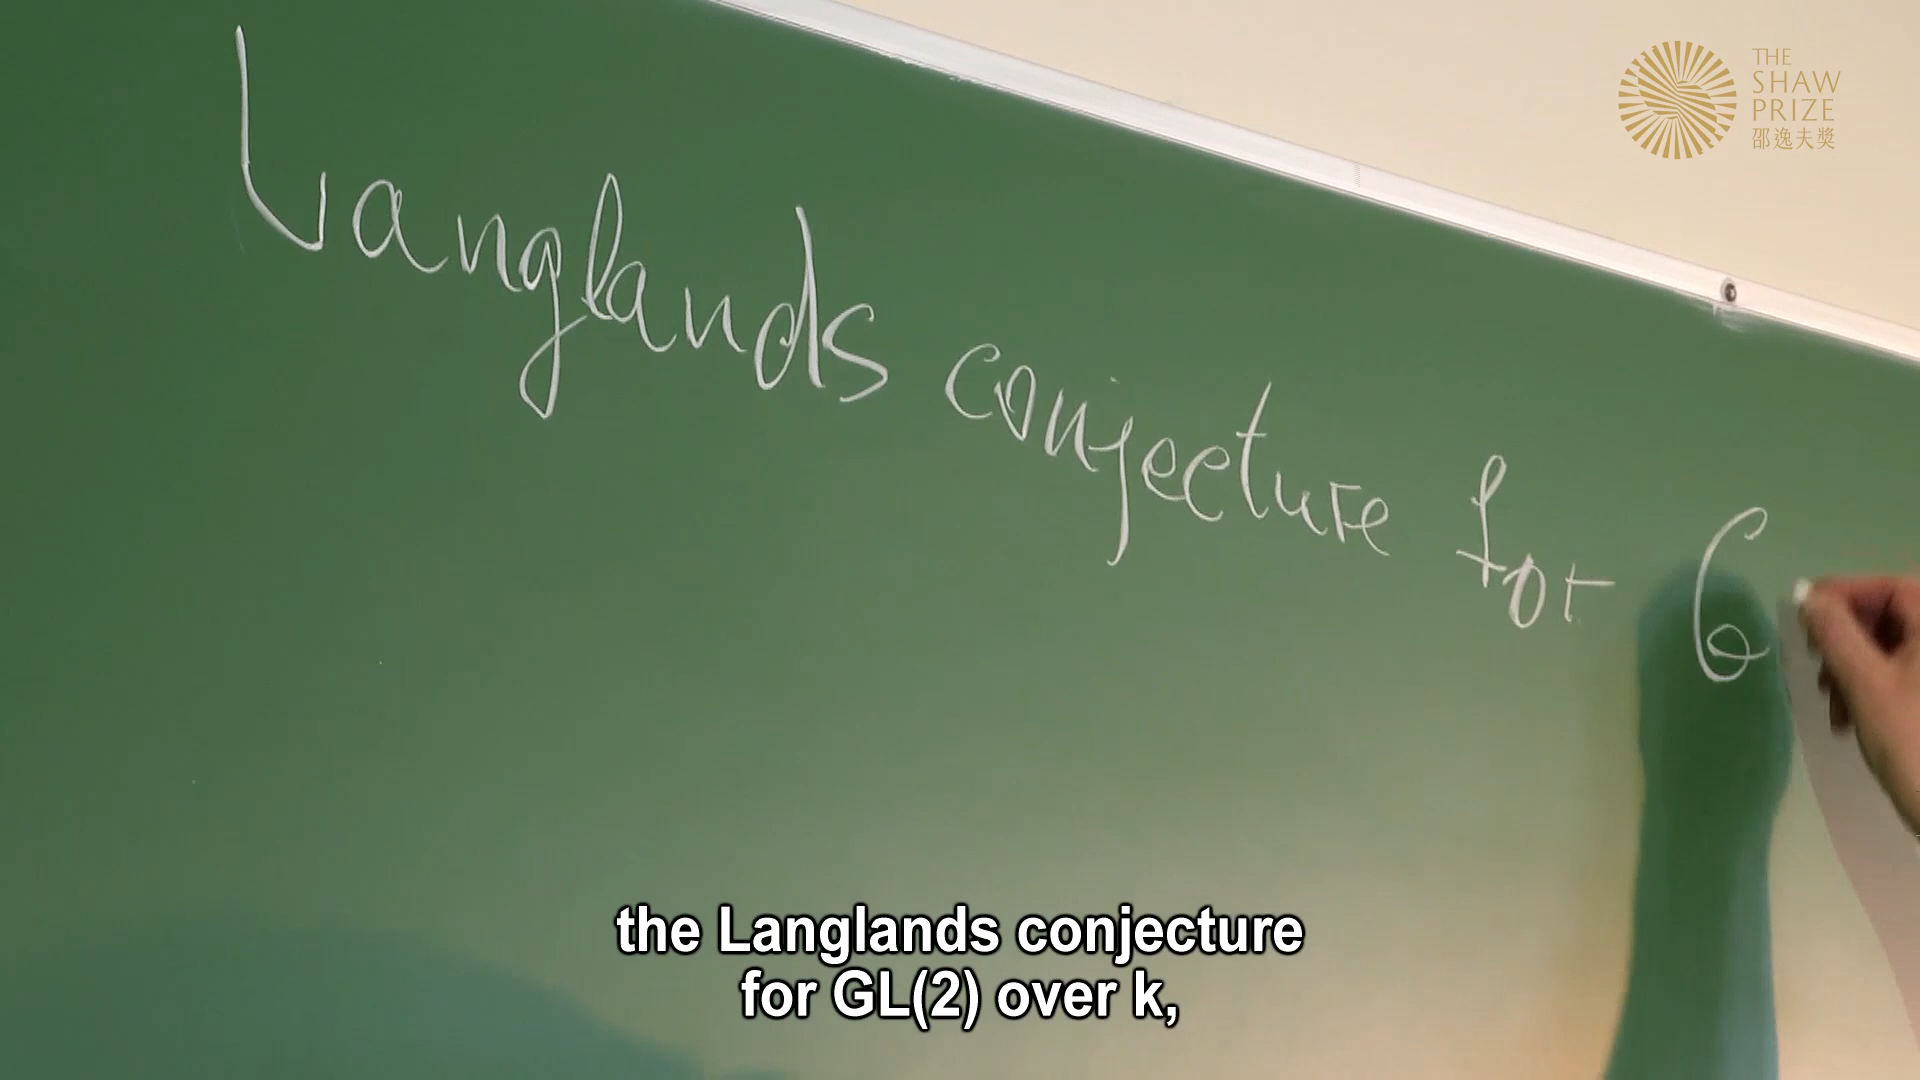 THE
SHAW
PRIZE
邵逸夫獎
Langlands conjecture for G
the Langlands conjecture
for GL(2) over k,